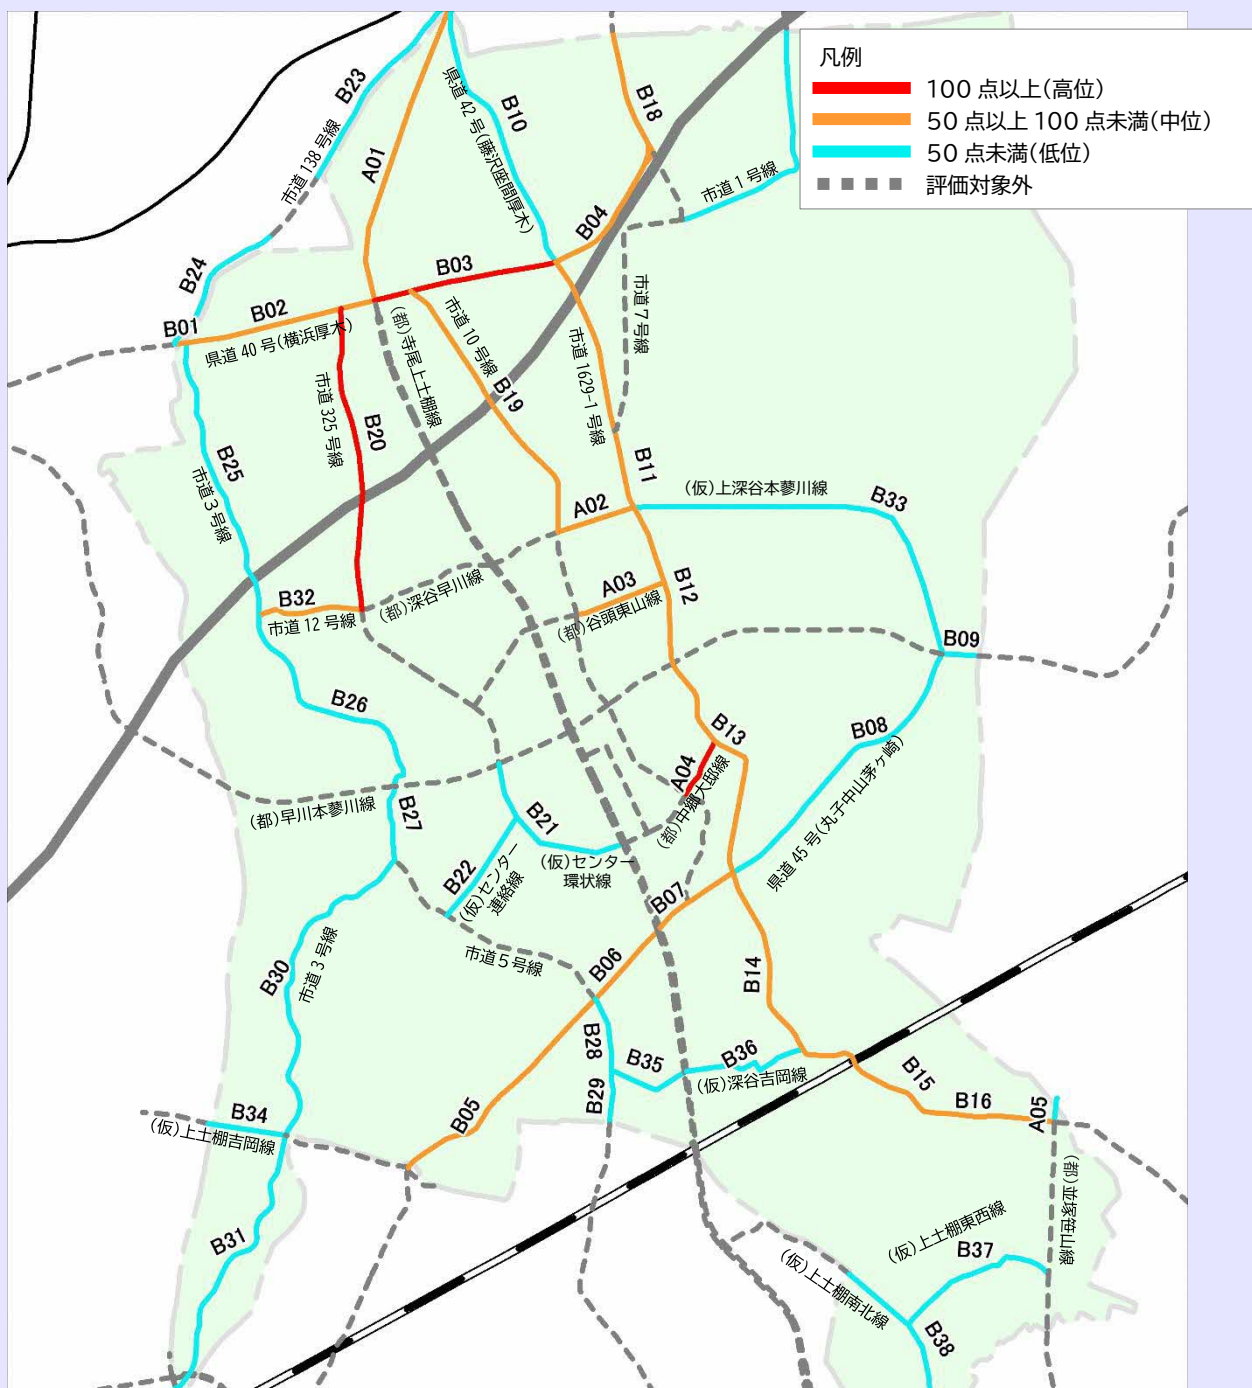 凡例
100 点以上(高位)
50 点以上 100 点未満(中位)
50 点未満(低位)
評価対象外
B23
市道 138 号線
A01
県道 42 号(藤沢座間厚木)
B10
B18
市道 1 号線
B04
B03
B24
B02
B01
県道 40 号(横浜厚木)
市道 325 号線
B20
(都)寺尾上土棚線
市道 10 号線
B19
市道 1629-1 号線
市道 7 号線
B11
B25
市道 3 号線
A02
(仮)上深谷本蓼川線
B33
B32
市道 12 号線
(都)深谷早川線
A03
(都)谷頭東山線
B12
B09
B26
B13
B08
県道 45 号(丸子中山茅ヶ崎)
A04
(都)中郷大邸線
(都)早川本蓼川線
B27
B21
(仮)センター
環状線
B22
(仮)センター
連絡線
B07
市道 5 号線
B06
B14
B30
市道 3 号線
B28
B35
B36
(仮)深谷吉岡線
B29
B15
B16
A05
B05
B34
(仮)上土棚吉岡線
(都)並塚笹山線
B31
(仮)上土棚東西線
B37
(仮)上土棚南北線
B38